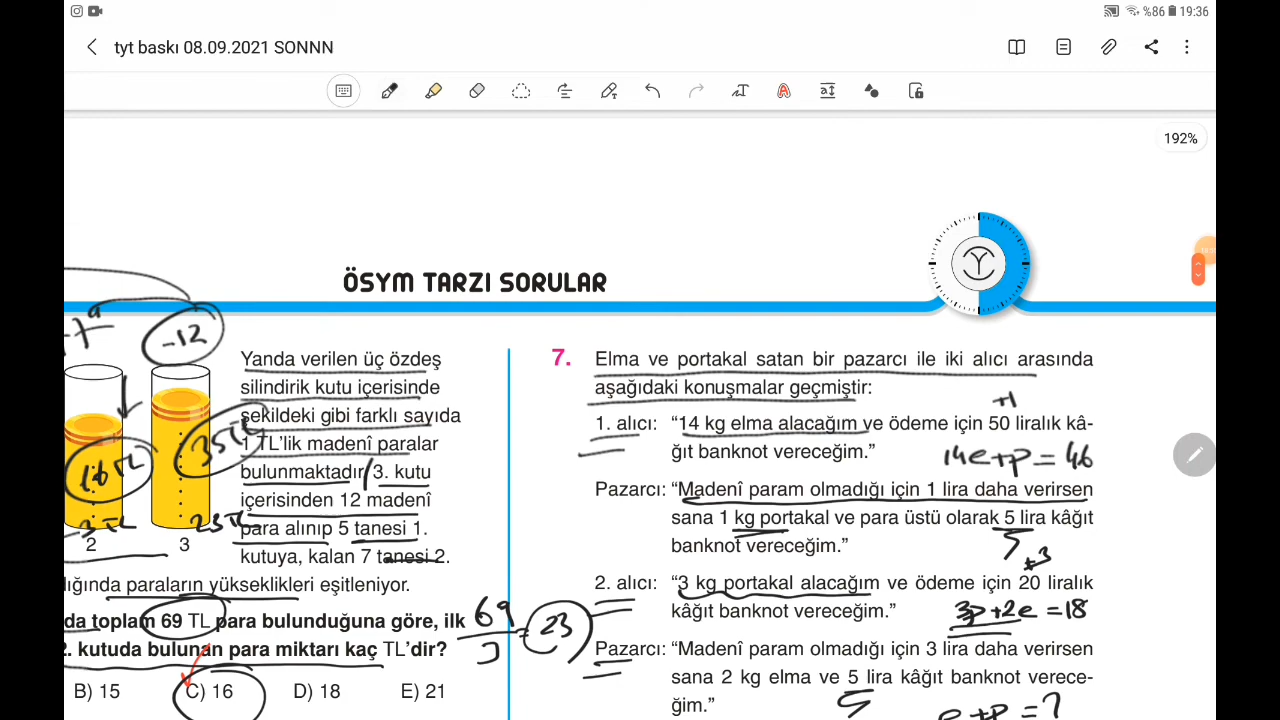 %86 19:36
tyt baskı 08.09.2021 SONNN
192%
ÖSYM TARZI SORULAR
-12
Yanda verilen üç özdeş
silindirik kutu içerisinde
şekildeki gibi farklı sayıda
1 TL'lik madenî paralar
bulunmaktadır. 3. kutu
içerisinden 12 madenî
para alınıp 5 tanesi 1.
kutuya, kalan 7 tanesi 2.
16 TL
35 TL
23 TL
2
3
lığında paraların yükseklikleri eşitleniyor.
da toplam 69 TL para bulunduğuna göre, ilk
2. kutuda bulunan para miktarı kaç TL'dir?
69
3
= 23
B) 15 C) 16 D) 18 E) 21
7. Elma ve portakal satan bir pazarcı ile iki alıcı arasında
aşağıdaki konuşmalar geçmiştir:
+1
1. alıcı: “14 kg elma alacağım ve ödeme için 50 liralık kâ-
ğıt banknot vereceğim.”
14e+p=46
Pazarcı: “Madenî param olmadığı için 1 lira daha verirsen
sana 1 kg portakal ve para üstü olarak 5 lira kâğıt
banknot vereceğim.”
5
+3
2. alıcı: “3 kg portakal alacağım ve ödeme için 20 liralık
kâğıt banknot vereceğim.”
3p+2e=18
Pazarcı: “Madenî param olmadığı için 3 lira daha verirsen
sana 2 kg elma ve 5 lira kâğıt banknot verece-
ğim.”
5
e+p=?